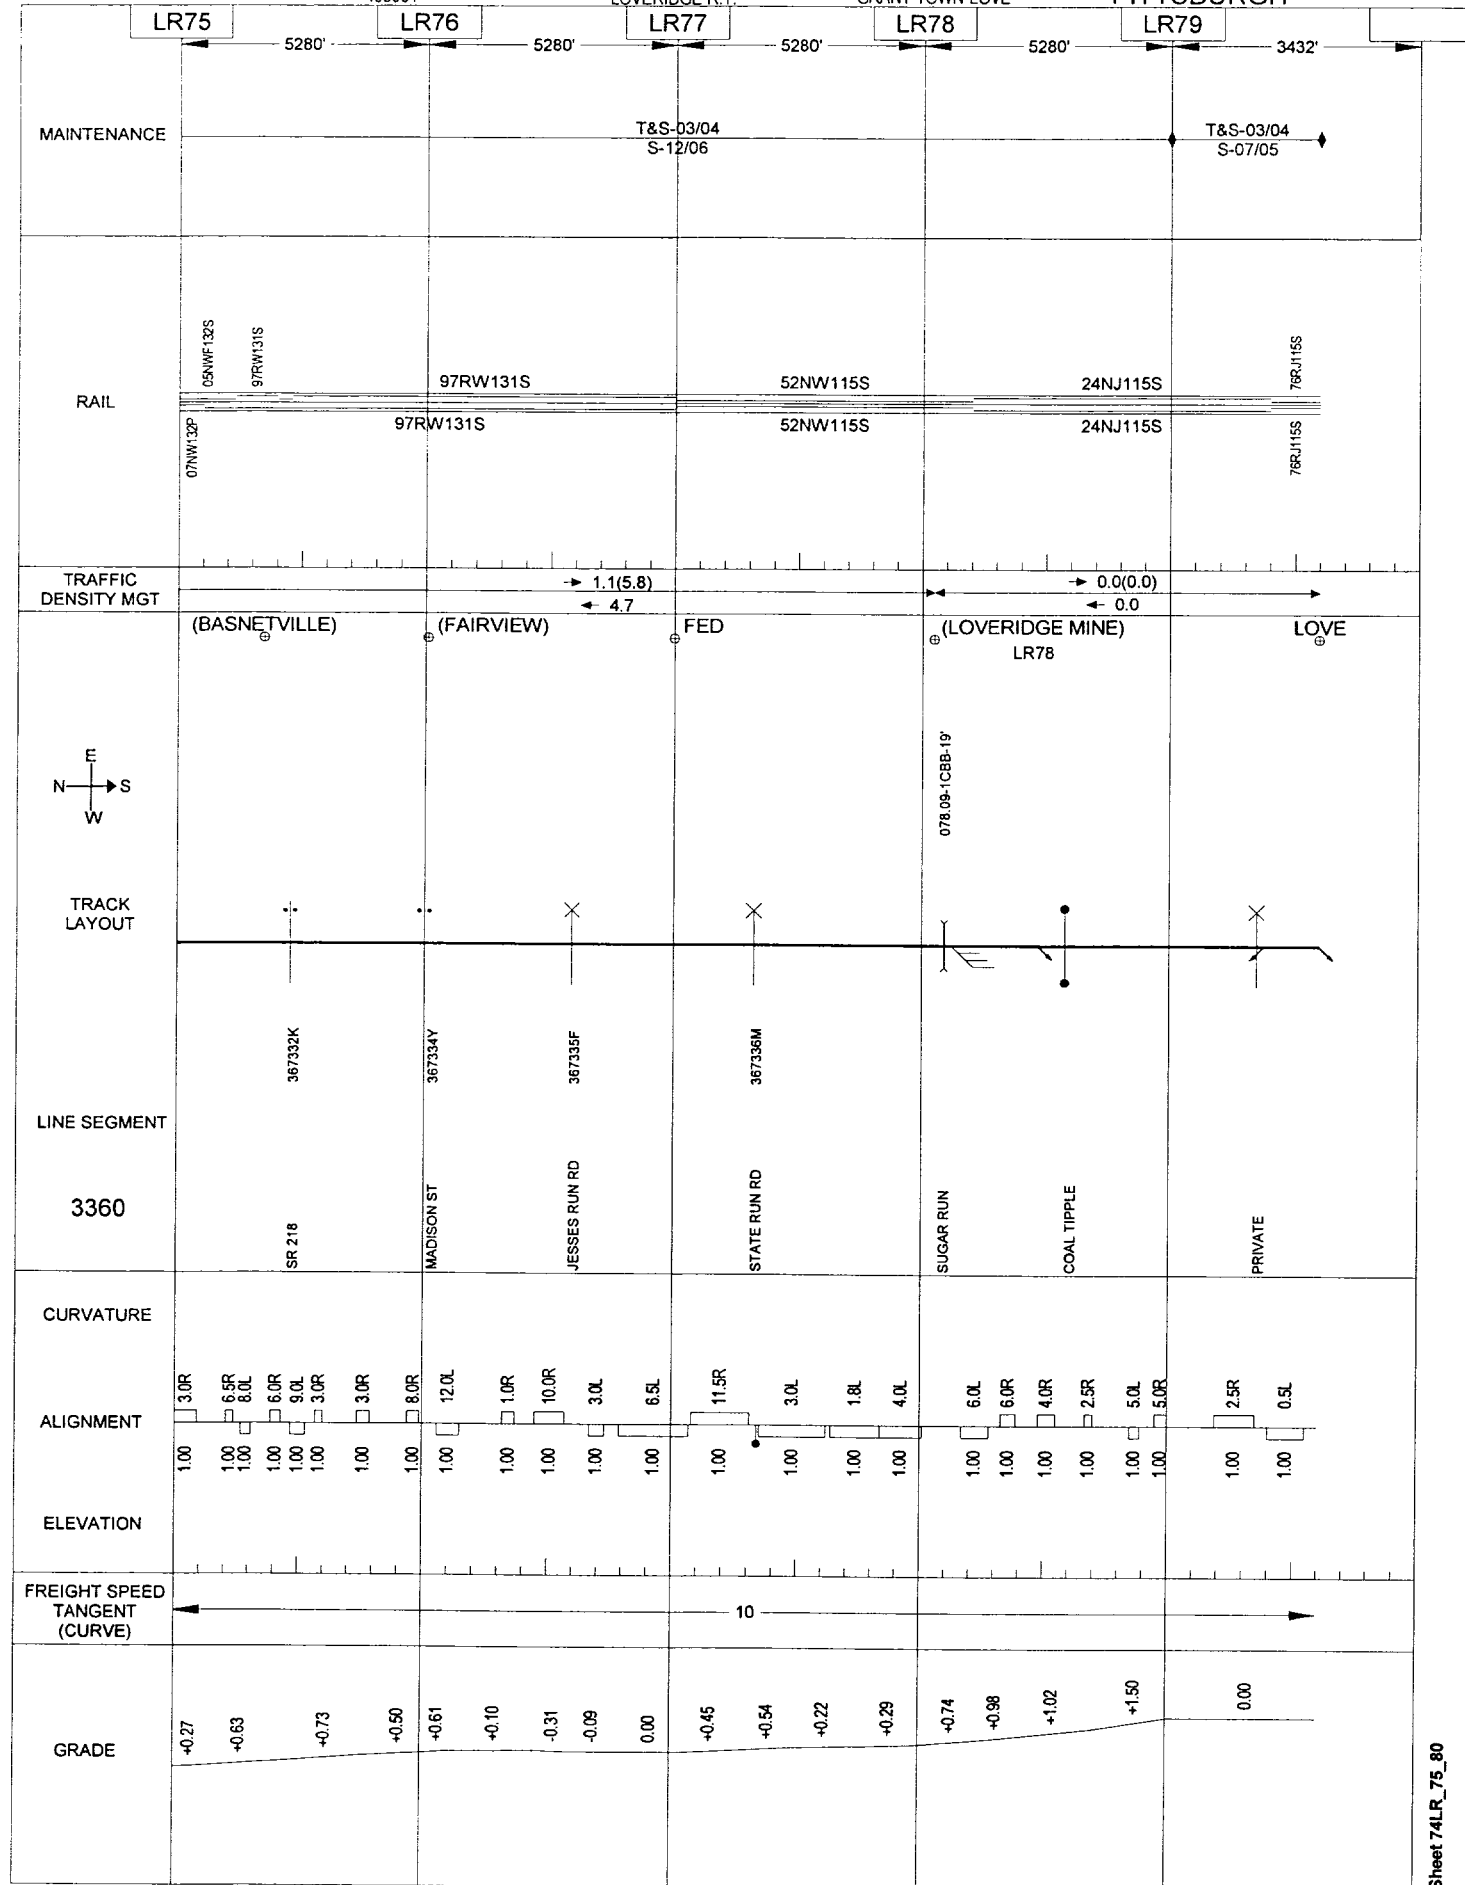 LOVERIDGE R.T.
PITTSBURGH
LR75 LR76 LR77 LR78 LR79
5280' 5280' 5280' 5280' 3432'
MAINTENANCE
T&S-03/04
S-12/06
T&S-03/04
S-07/05
RAIL
05NWF132S
97RW131S
97RW131S
52NW115S
24NJ115S
76RJ115S
07NW132P
97RW131S
52NW115S
24NJ115S
76RJ115S
TRAFFIC
DENSITY MGT
1.1(5.8)
4.7
0.0(0.0)
0.0
(BASNETVILLE) (FAIRVIEW) FED (LOVERIDGE MINE) LOVE
LR78
E
N S
W
078.09-1CBB-19'
TRACK
LAYOUT
367332K
367334Y
367335F
367336M
LINE SEGMENT
3360
SR 218
MADISON ST
JESSES RUN RD
STATE RUN RD
SUGAR RUN
COAL TIPPLE
PRIVATE
CURVATURE
3.0R 6.5R 8.0L 6.0R 9.0L 3.0R 3.0R 8.0R 12.0L 1.0R 10.0R 3.0L 6.5L 11.5R 3.0L 1.8L 4.0L 6.0L 6.0R 4.0R 2.5R 5.0L 5.0R 2.5R 0.5L
ALIGNMENT
1.00 1.00 1.00 1.00 1.00 1.00 1.00 1.00 1.00 1.00 1.00 1.00 1.00 1.00 1.00 1.00 1.00 1.00 1.00 1.00 1.00 1.00 1.00 1.00 1.00
ELEVATION
FREIGHT SPEED
TANGENT
(CURVE)
10
GRADE
+0.27 +0.63 +0.73 +0.50 +0.61 +0.10 -0.31 -0.09 0.00 +0.45 +0.54 +0.22 +0.29 +0.74 +0.98 +1.02 +1.50 0.00
Sheet 74LR_75_80